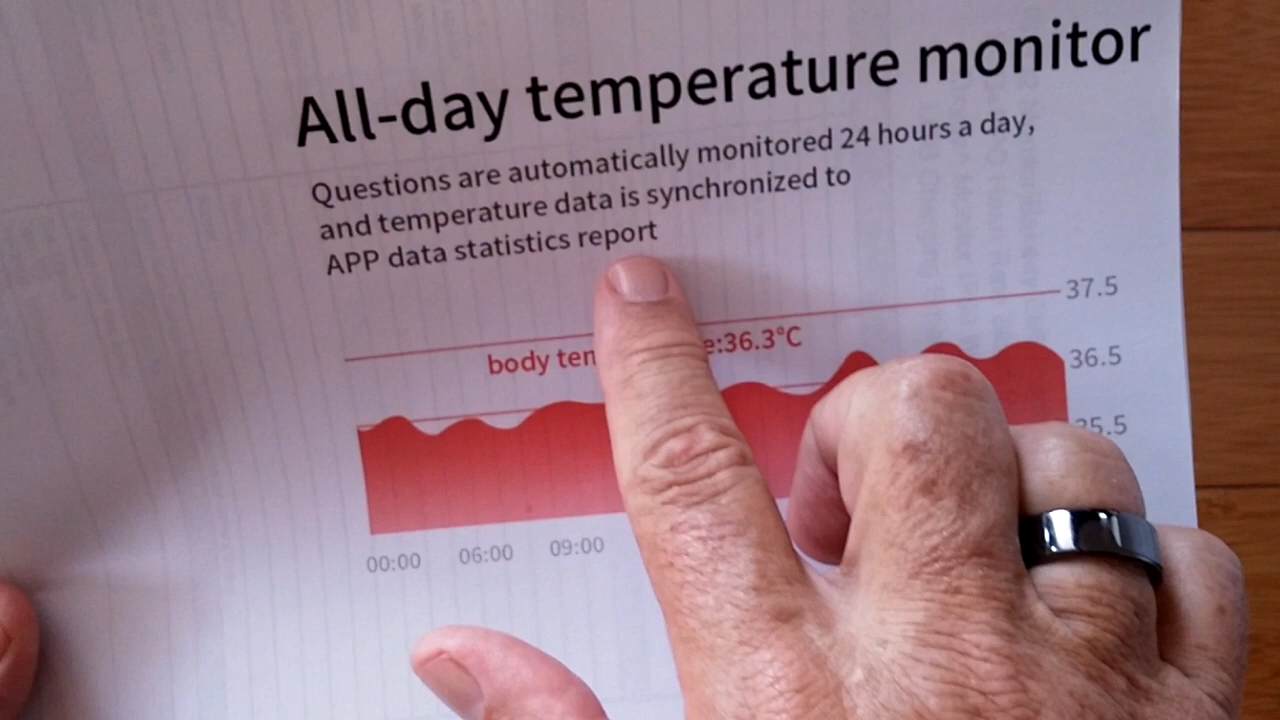 All-day temperature monitor
Questions are automatically monitored 24 hours a day,
and temperature data is synchronized to
APP data statistics report
37.5
body e:36.3°C
36.5
00:00 06:00 09:00